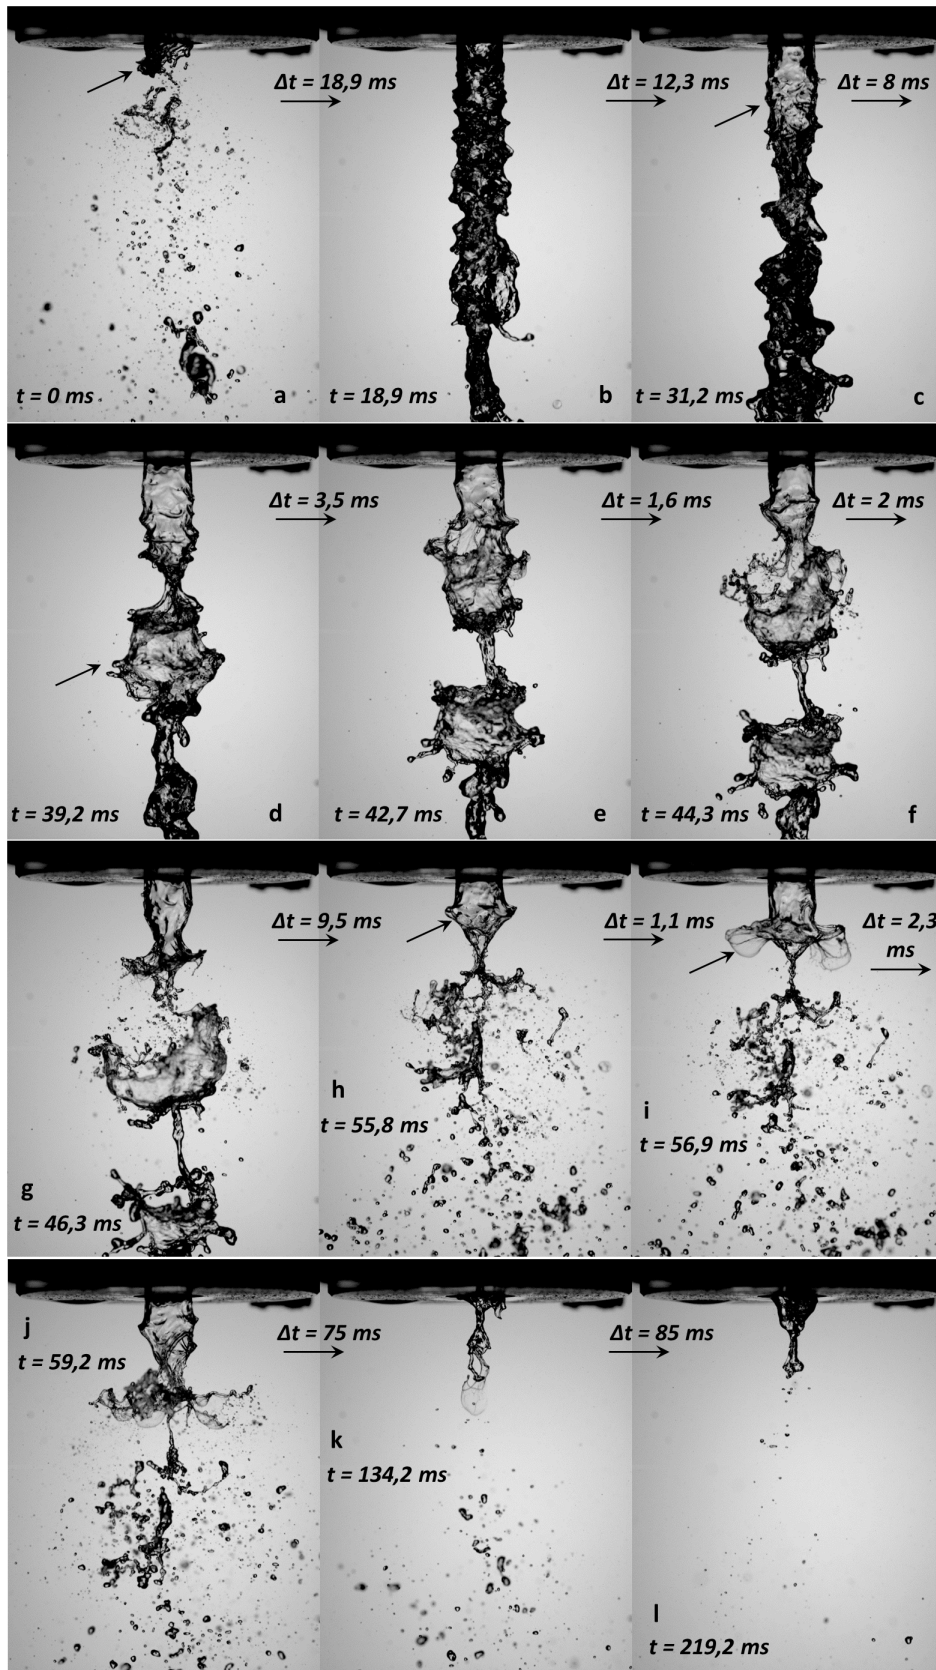 Δt = 18,9 ms
Δt = 12,3 ms
Δt = 8 ms
t = 0 ms
a
t = 18,9 ms
b
t = 31,2 ms
c
Δt = 3,5 ms
Δt = 1,6 ms
Δt = 2 ms
t = 39,2 ms
d
t = 42,7 ms
e
t = 44,3 ms
f
Δt = 9,5 ms
Δt = 1,1 ms
Δt = 2,3
ms
g
t = 46,3 ms
h
t = 55,8 ms
i
t = 56,9 ms
j
t = 59,2 ms
Δt = 75 ms
Δt = 85 ms
k
t = 134,2 ms
l
t = 219,2 ms